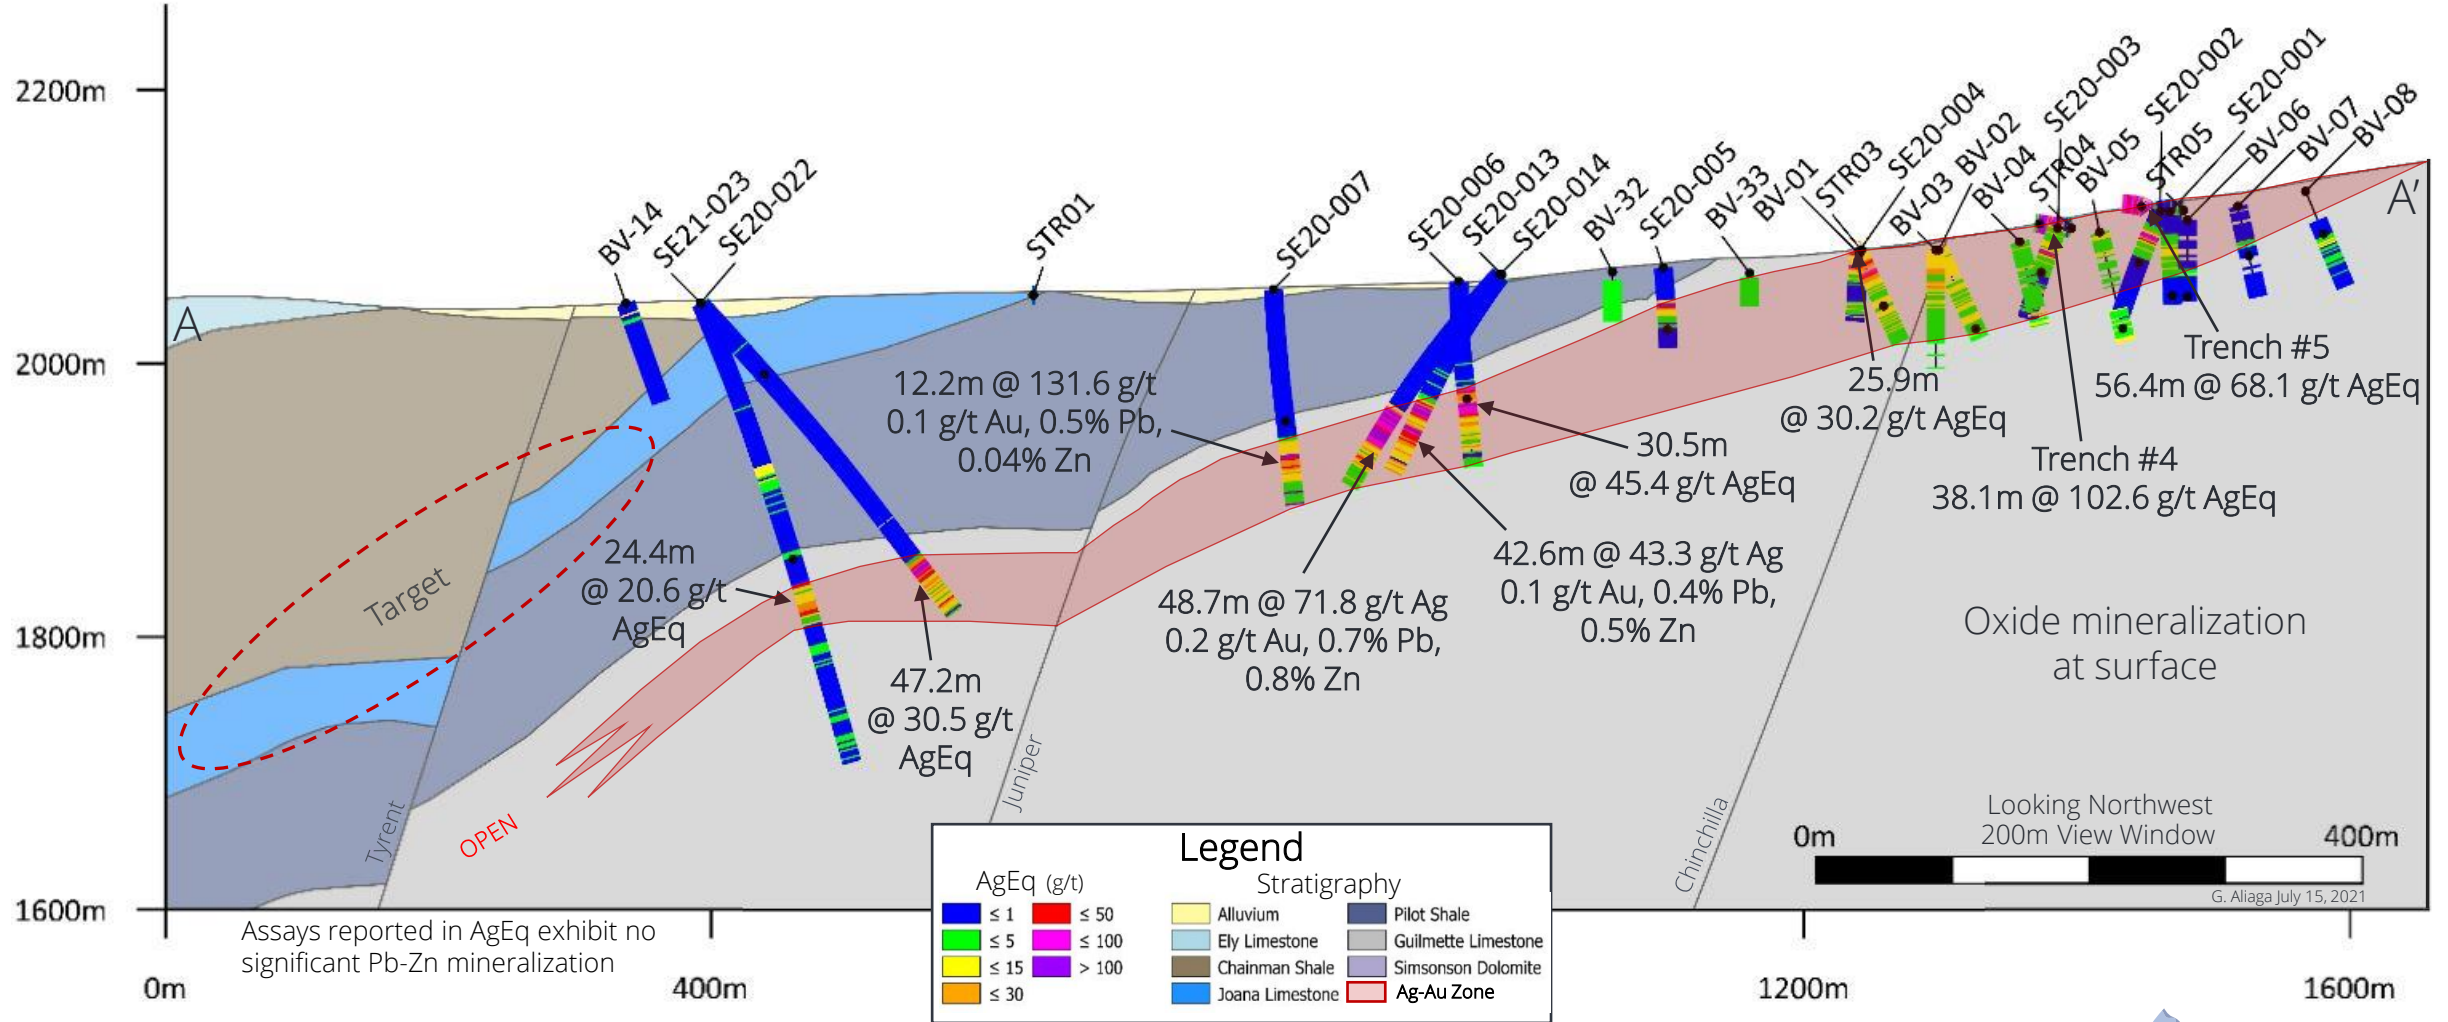 2200m
2000m
1800m
1600m
0m
400m
1200m
1600m
A
A'
BV-14
SE21-023
SE20-022
STR01
SE20-007
SE20-006
SE20-013
SE20-014
BV-32
SE20-005
BV-33
BV-01
STR03
SE20-004
BV-03
BV-02
BV-04
SE20-003
STR04
BV-05
SE20-002
STR05
SE20-001
BV-06
BV-07
BV-08
12.2m @ 131.6 g/t
0.1 g/t Au, 0.5% Pb,
0.04% Zn
24.4m
@ 20.6 g/t
AgEq
47.2m
@ 30.5 g/t
AgEq
48.7m @ 71.8 g/t Ag
0.2 g/t Au, 0.7% Pb,
0.8% Zn
42.6m @ 43.3 g/t Ag
0.1 g/t Au, 0.4% Pb,
0.5% Zn
30.5m
@ 45.4 g/t AgEq
25.9m
@ 30.2 g/t AgEq
Trench #4
38.1m @ 102.6 g/t AgEq
Trench #5
56.4m @ 68.1 g/t AgEq
Target
OPEN
Tyrent
Juniper
Chinchilla
Oxide mineralization
at surface
Looking Northwest
200m View Window
0m
400m
G. Aliaga July 15, 2021
Assays reported in AgEq exhibit no
significant Pb-Zn mineralization
Legend
AgEq (g/t)
≤ 1
≤ 5
≤ 15
≤ 30
≤ 50
≤ 100
> 100
Stratigraphy
Alluvium
Ely Limestone
Chainman Shale
Joana Limestone
Pilot Shale
Guilmette Limestone
Simsonson Dolomite
Ag-Au Zone